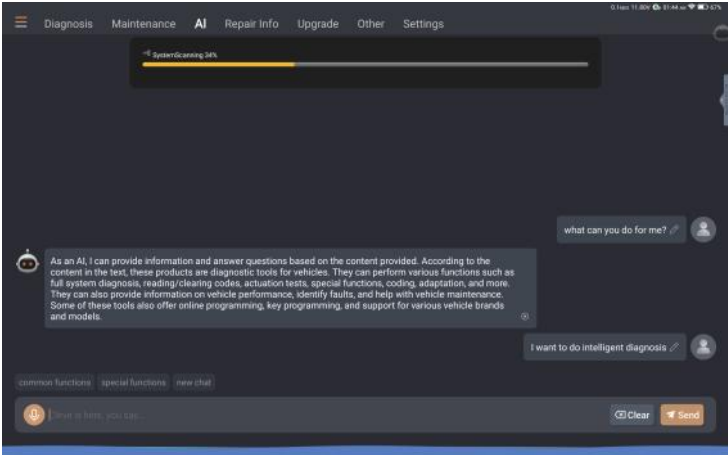 Diagnosis Maintenance AI Repair Info Upgrade Other Settings
SystemScanning 34%
what can you do for me?
As an AI, I can provide information and answer questions based on the content provided. According to the
content in the text, these products are diagnostic tools for vehicles. They can perform various functions such as
full system diagnosis, reading/clearing codes, actuation tests, special functions, coding, adaptation, and more.
They can also provide information on vehicle performance, identify faults, and help with vehicle maintenance.
Some of these tools also offer online programming, key programming, and support for various vehicle brands
and models.
I want to do intelligent diagnosis
common functions special functions new chat
you say...
Clear Send